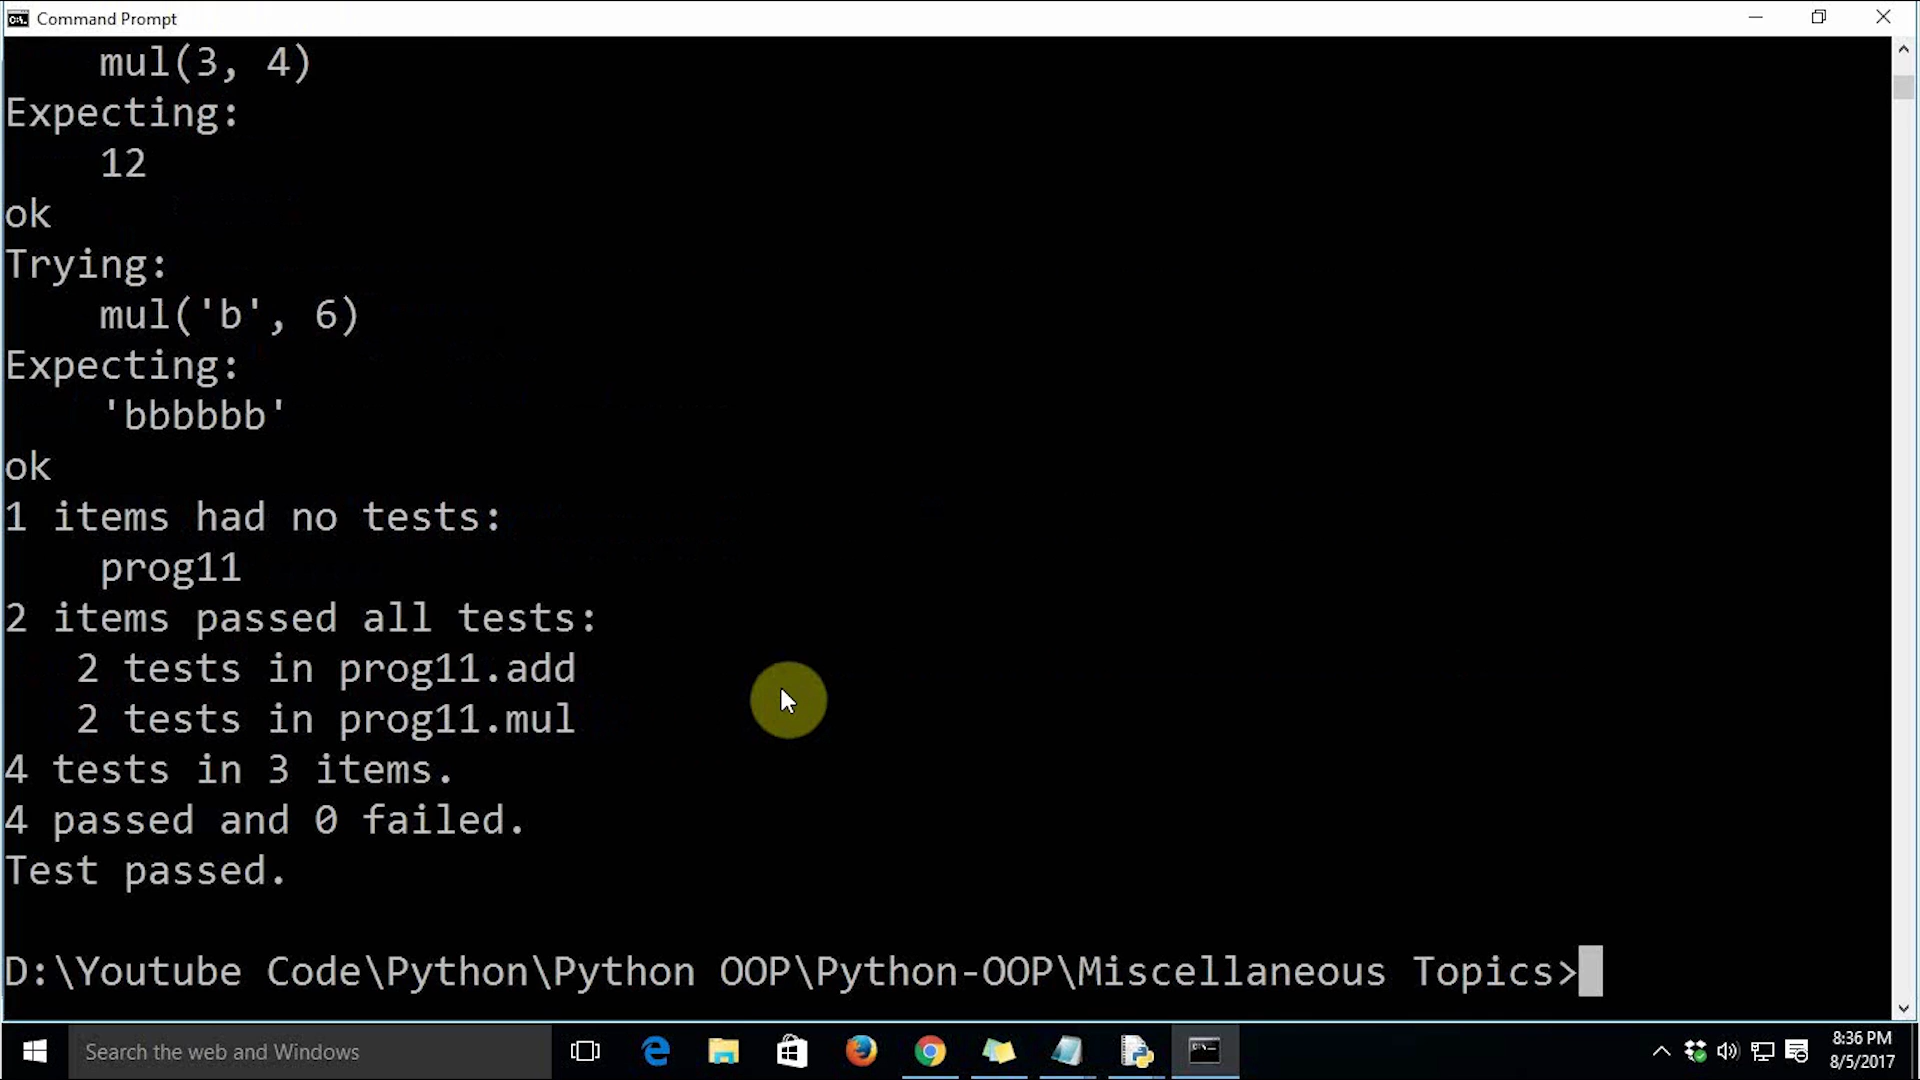 Command Prompt
mul(3, 4)
Expecting:
12
ok
Trying:
mul('b', 6)
Expecting:
'bbbbbb'
ok
1 items had no tests:
prog11
2 items passed all tests:
2 tests in prog11.add
2 tests in prog11.mul
4 tests in 3 items.
4 passed and 0 failed.
Test passed.
D:\Youtube Code\Python\Python OOP\Python-OOP\Miscellaneous Topics>
Search the web and Windows
8:36 PM
8/5/2017